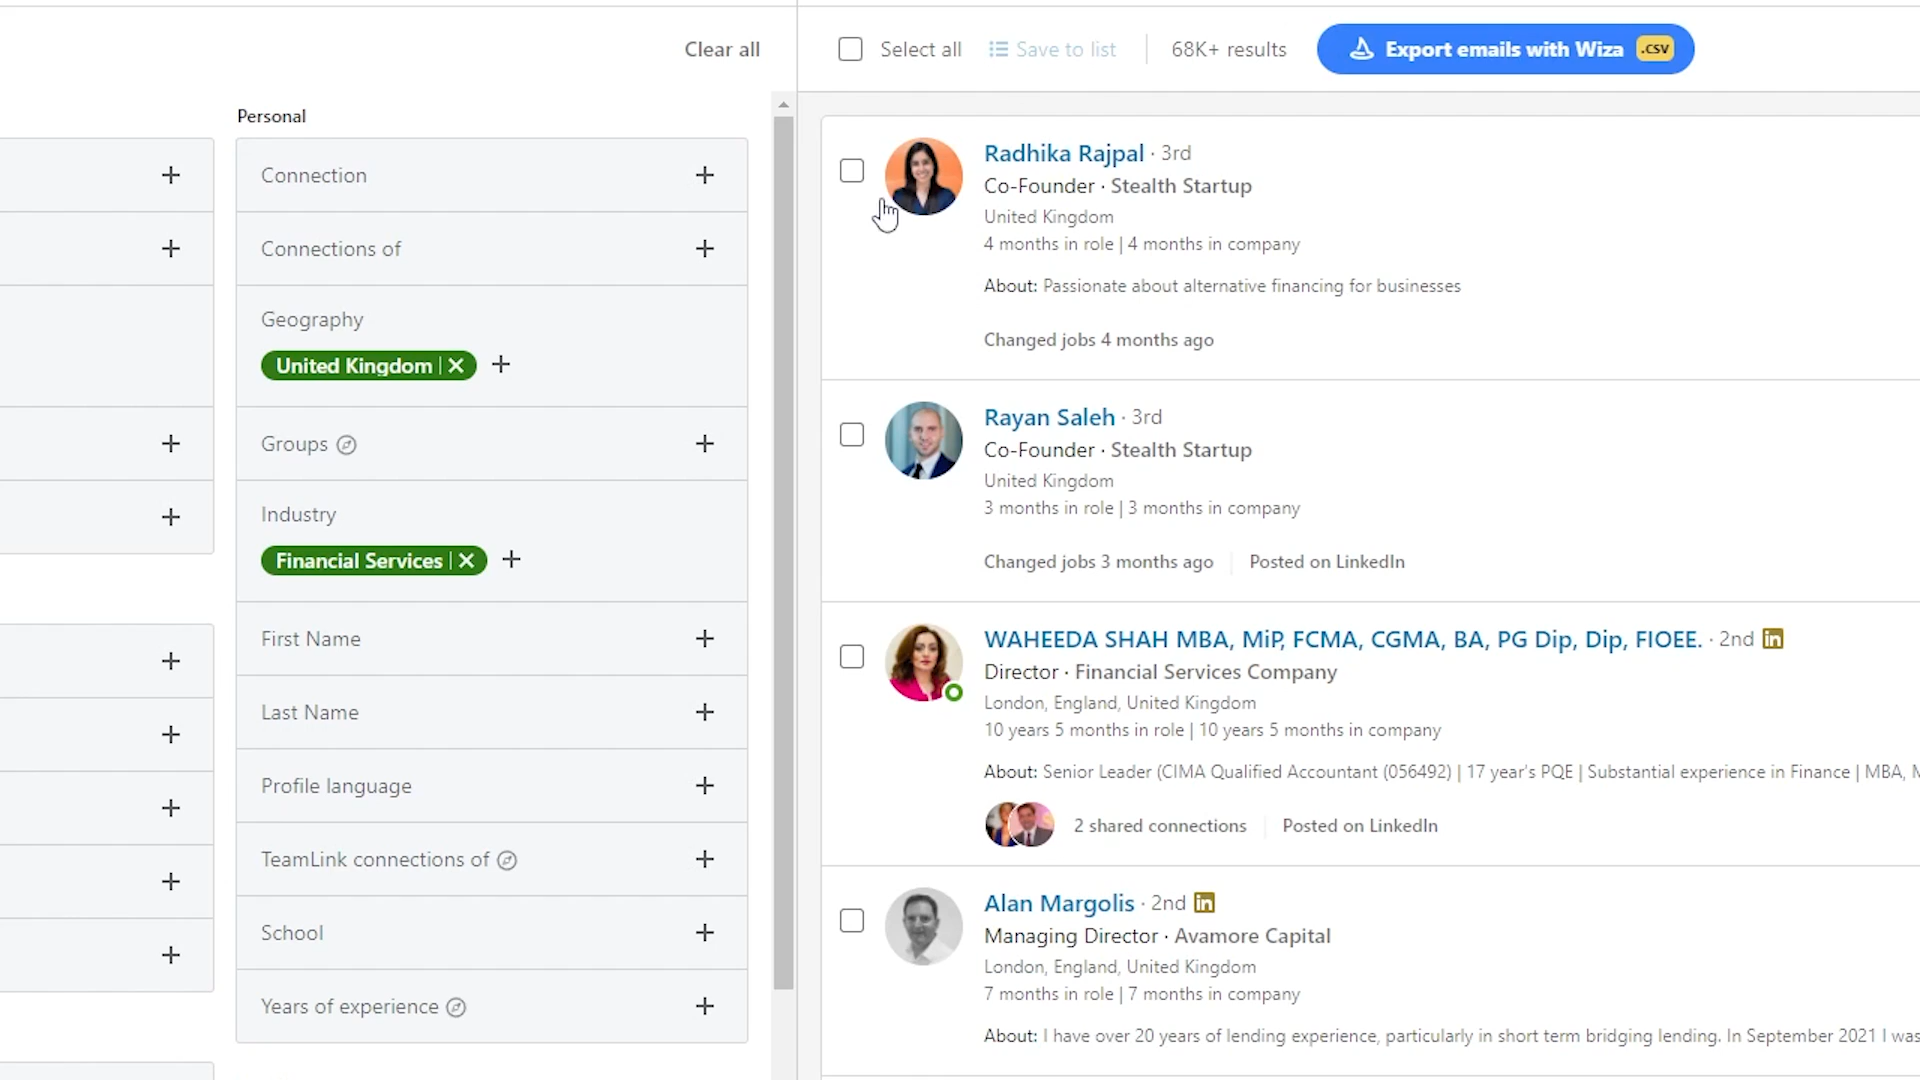 Clear all
Select all
Save to list
68K+ results
Export emails with Wiza .CSV
Personal
Connection
Connections of
Geography
United Kingdom
Groups
Industry
Financial Services
First Name
Last Name
Profile language
TeamLink connections of
School
Years of experience
Radhika Rajpal · 3rd
Co-Founder · Stealth Startup
United Kingdom
4 months in role | 4 months in company
About: Passionate about alternative financing for businesses
Changed jobs 4 months ago
Rayan Saleh · 3rd
Co-Founder · Stealth Startup
United Kingdom
3 months in role | 3 months in company
Changed jobs 3 months ago
Posted on LinkedIn
WAHEEDA SHAH MBA, MiP, FCMA, CGMA, BA, PG Dip, Dip, FIOEE. · 2nd in
Director · Financial Services Company
London, England, United Kingdom
10 years 5 months in role | 10 years 5 months in company
About: Senior Leader (CIMA Qualified Accountant (056492) | 17 year's PQE | Substantial experience in Finance | MBA,
2 shared connections
Posted on LinkedIn
Alan Margolis · 2nd in
Managing Director · Avamore Capital
London, England, United Kingdom
7 months in role | 7 months in company
About: I have over 20 years of lending experience, particularly in short term bridging lending. In September 2021 I was